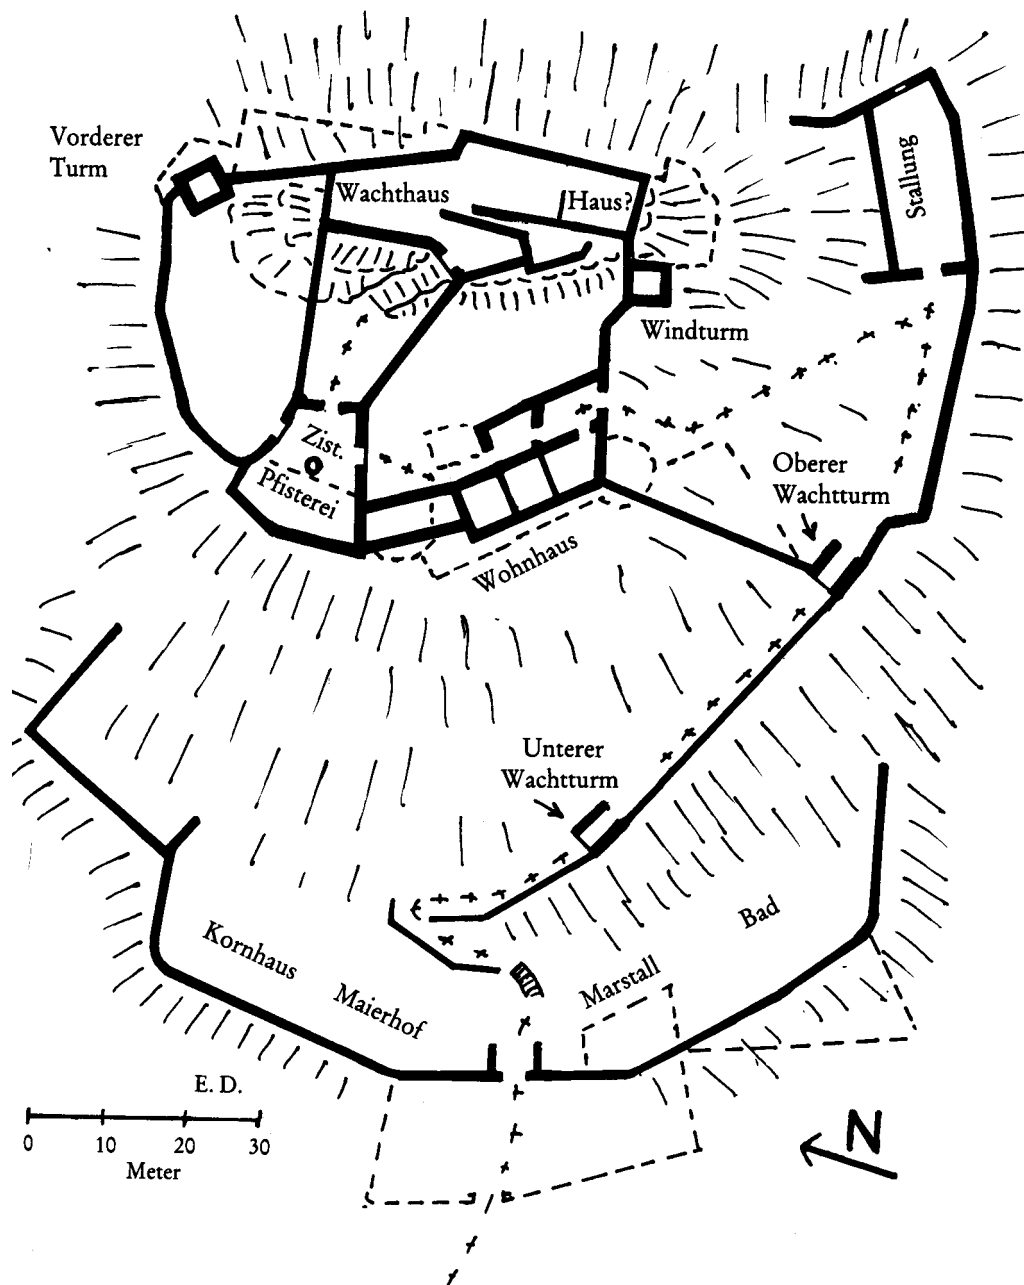 Vorderer
Turm
Wachthaus
Haus?
Stallung
Windturm
Zist.
Pfisterei
Oberer
Wachtturm
Wohnhaus
Unterer
Wachtturm
Bad
Kornhaus
Marstall
Maierhof
E. D.
0 10 20 30
Meter
N